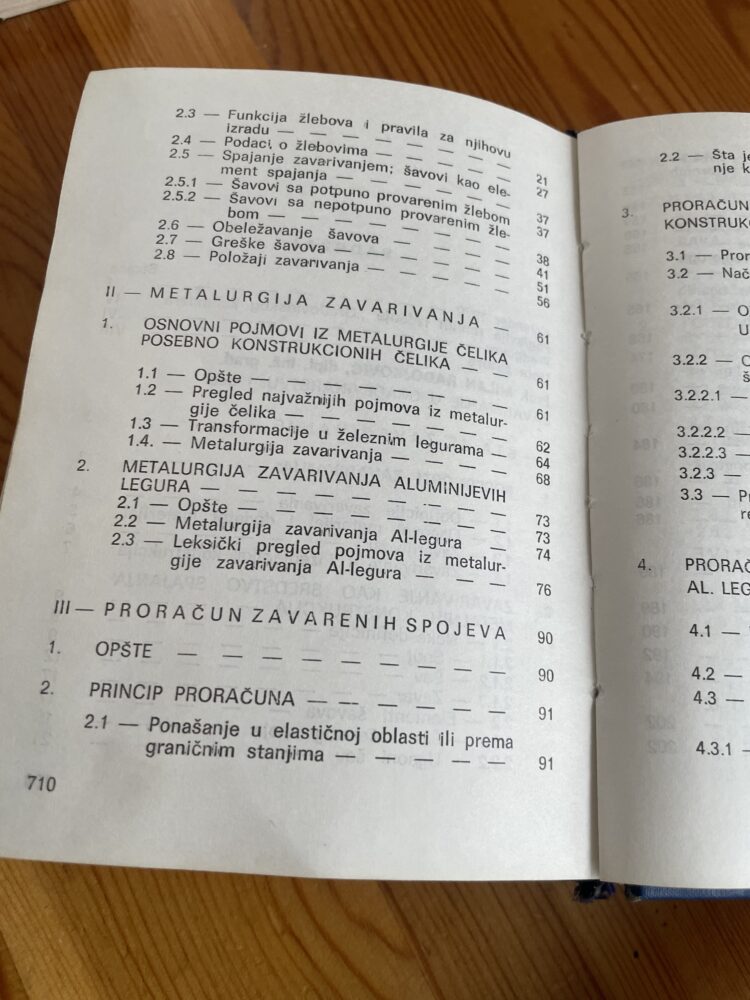 2.3 — Funkcija žlebova i pravila za njihovu
izradu — — — — — — — 21
2.4 — Podaci o žlebovima — — — — 27
2.5 — Spajanje zavarivanjem; šavovi kao ele-
ment spajanja — — — — — — 37
2.5.1 — Šavovi sa potpuno provarenim žlebom 37
2.5.2 — Šavovi sa nepotpuno provarenim žle-
bom — — — — — — — 38
2.6 — Obeležavanje šavova — — — — 41
2.7 — Greške šavova — — — — — 51
2.8 — Položaji zavarivanja — — — — 56
II — METALURGIJA ZAVARIVANJA — 61
1. OSNOVNI POJMOVI IZ METALURGIJE ČELIKA
POSEBNO KONSTRUKCIONIH ČELIKA — — 61
1.1 — Opšte — — — — — — — 61
1.2 — Pregled najvažnijih pojmova iz metalur-
gije čelika — — — — — — 62
1.3 — Transformacije u železnim legurama — 64
1.4. — Metalurgija zavarivanja — — — 68
2. METALURGIJA ZAVARIVANJA ALUMINIJEVIH
LEGURA — — — — — — — — 73
2.1 — Opšte — — — — — — — 73
2.2 — Metalurgija zavarivanja Al-legura — 74
2.3 — Leksički pregled pojmova iz metalur-
gije zavarivanja Al-legura — — — 76
III — PRORAČUN ZAVARENIH SPOJEVA 90
1. OPŠTE — — — — — — — — 90
2. PRINCIP PRORAČUNA — — — — — 91
2.1 — Ponašanje u elastičnoj oblasti ili prema
graničnim stanjima — — — — — 91
710
2.2 — Šta je
nje k
3. PRORAČUN
KONSTRUKC
3.1 — Pror
3.2 — Nač
3.2.1 — O
U
3.2.2 — O
š
3.2.2.1 —
3.2.2.2 —
3.2.2.3 —
3.2.3 —
3.3 — Pr
re
4. PRORAČ
AL. LEG
4.1 —
4.2 —
4.3 —
4.3.1 —